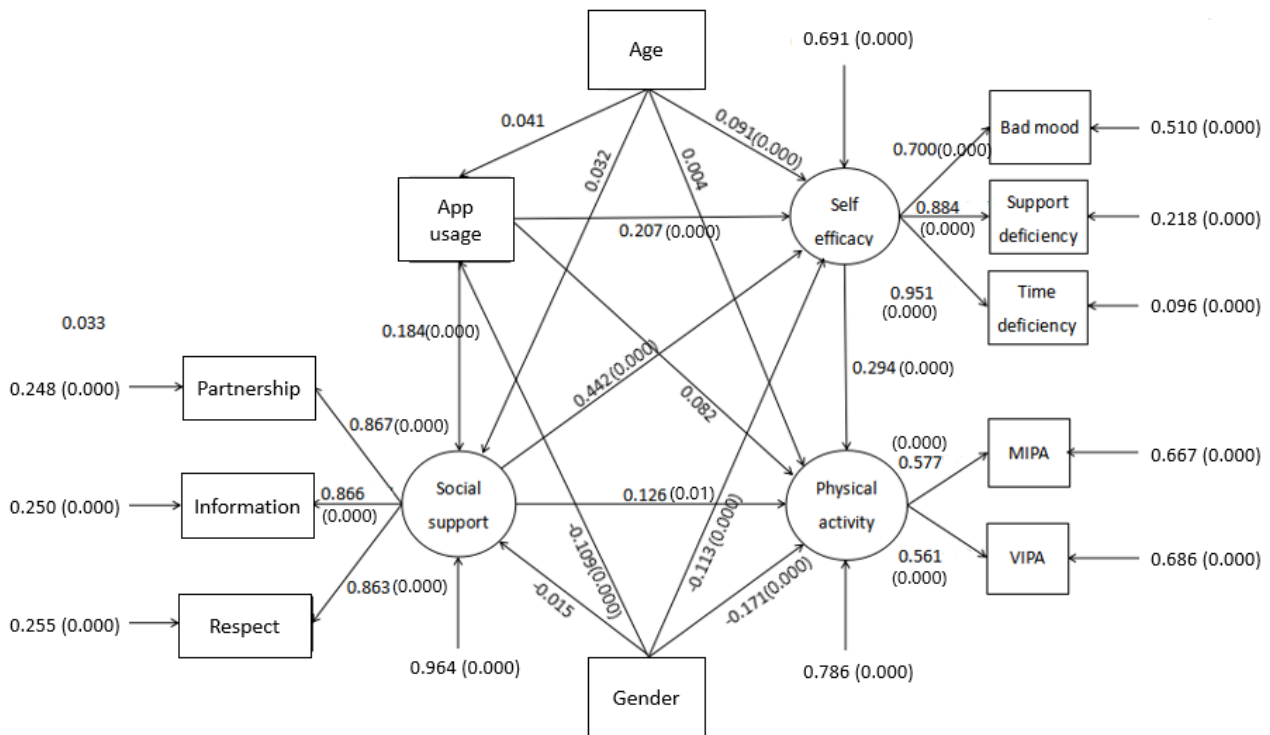 Age
0.691 (0.000)
0.041
0.091(0.000)
0.032
0.004
Bad mood
0.510 (0.000)
0.700(0.000)
App
usage
Self
efficacy
0.884
(0.000)
Support
deficiency
0.218 (0.000)
0.207 (0.000)
0.951
(0.000)
Time
deficiency
0.096 (0.000)
0.033
0.184(0.000)
0.442(0.000)
0.294 (0.000)
0.082
0.248 (0.000)
Partnership
0.867(0.000)
(0.000)
0.577
MIPA
0.667 (0.000)
0.250 (0.000)
Information
0.866
(0.000)
Social
support
0.126 (0.01)
Physical
activity
-0.109(0.000)
-0.113(0.000)
0.561
(0.000)
VIPA
0.686 (0.000)
0.863(0.000)
-0.015
-0.171(0.000)
0.255 (0.000)
Respect
0.964 (0.000)
0.786 (0.000)
Gender